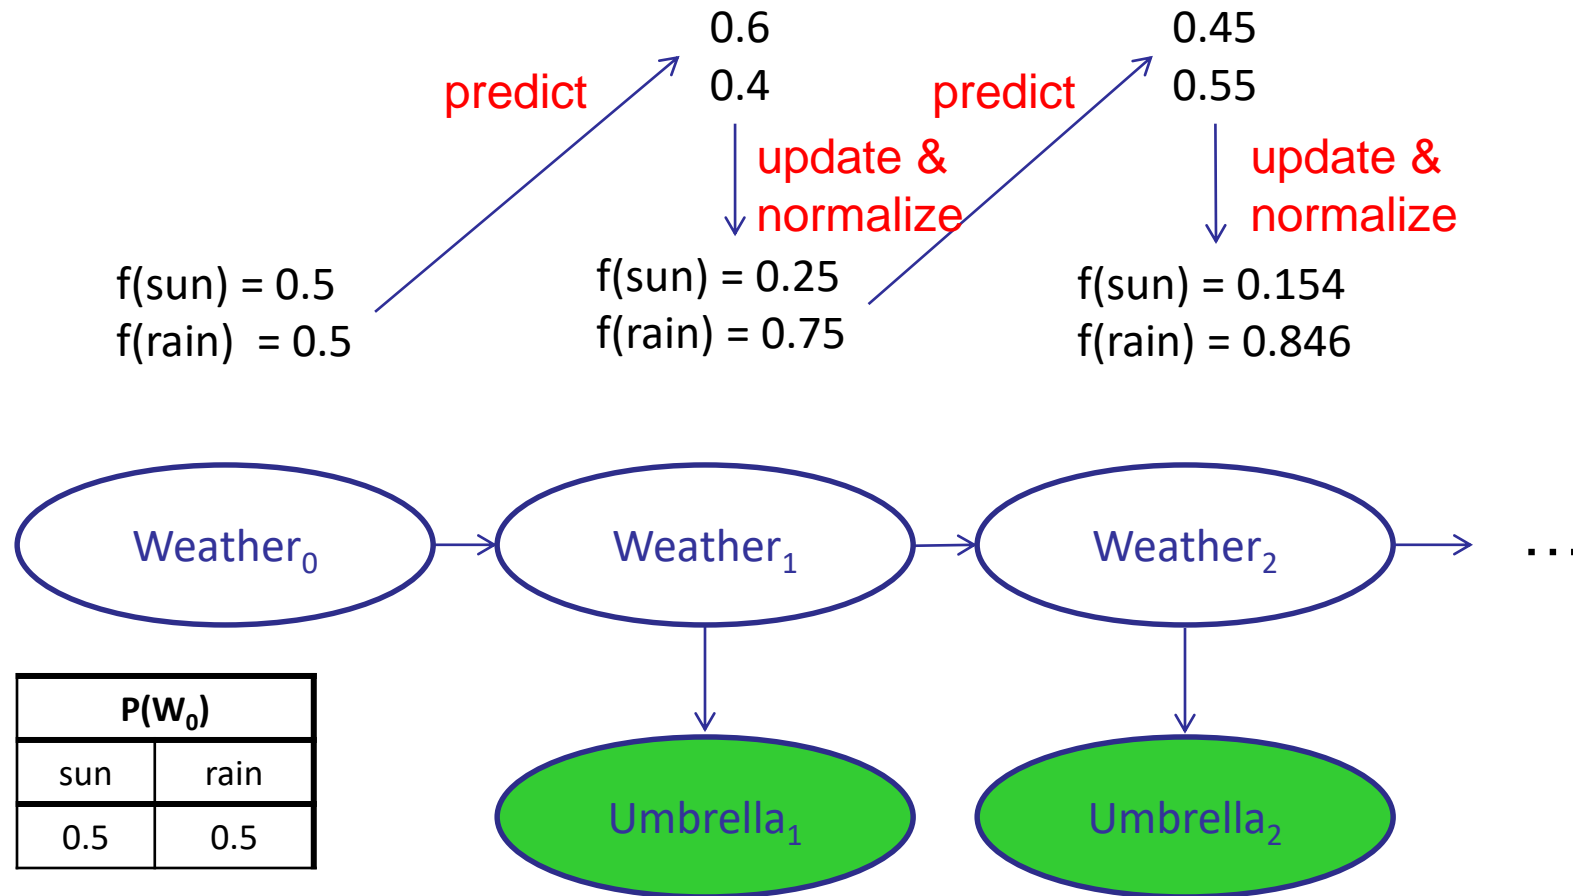 0.6
0.4
0.45
0.55
predict
predict
update &
normalize
update &
normalize
f(sun) = 0.5
f(rain) = 0.5
f(sun) = 0.25
f(rain) = 0.75
f(sun) = 0.154
f(rain) = 0.846
Weather₀
Weather₁
Weather₂
...
P(W₀)
sun rain
0.5 0.5
Umbrella₁
Umbrella₂